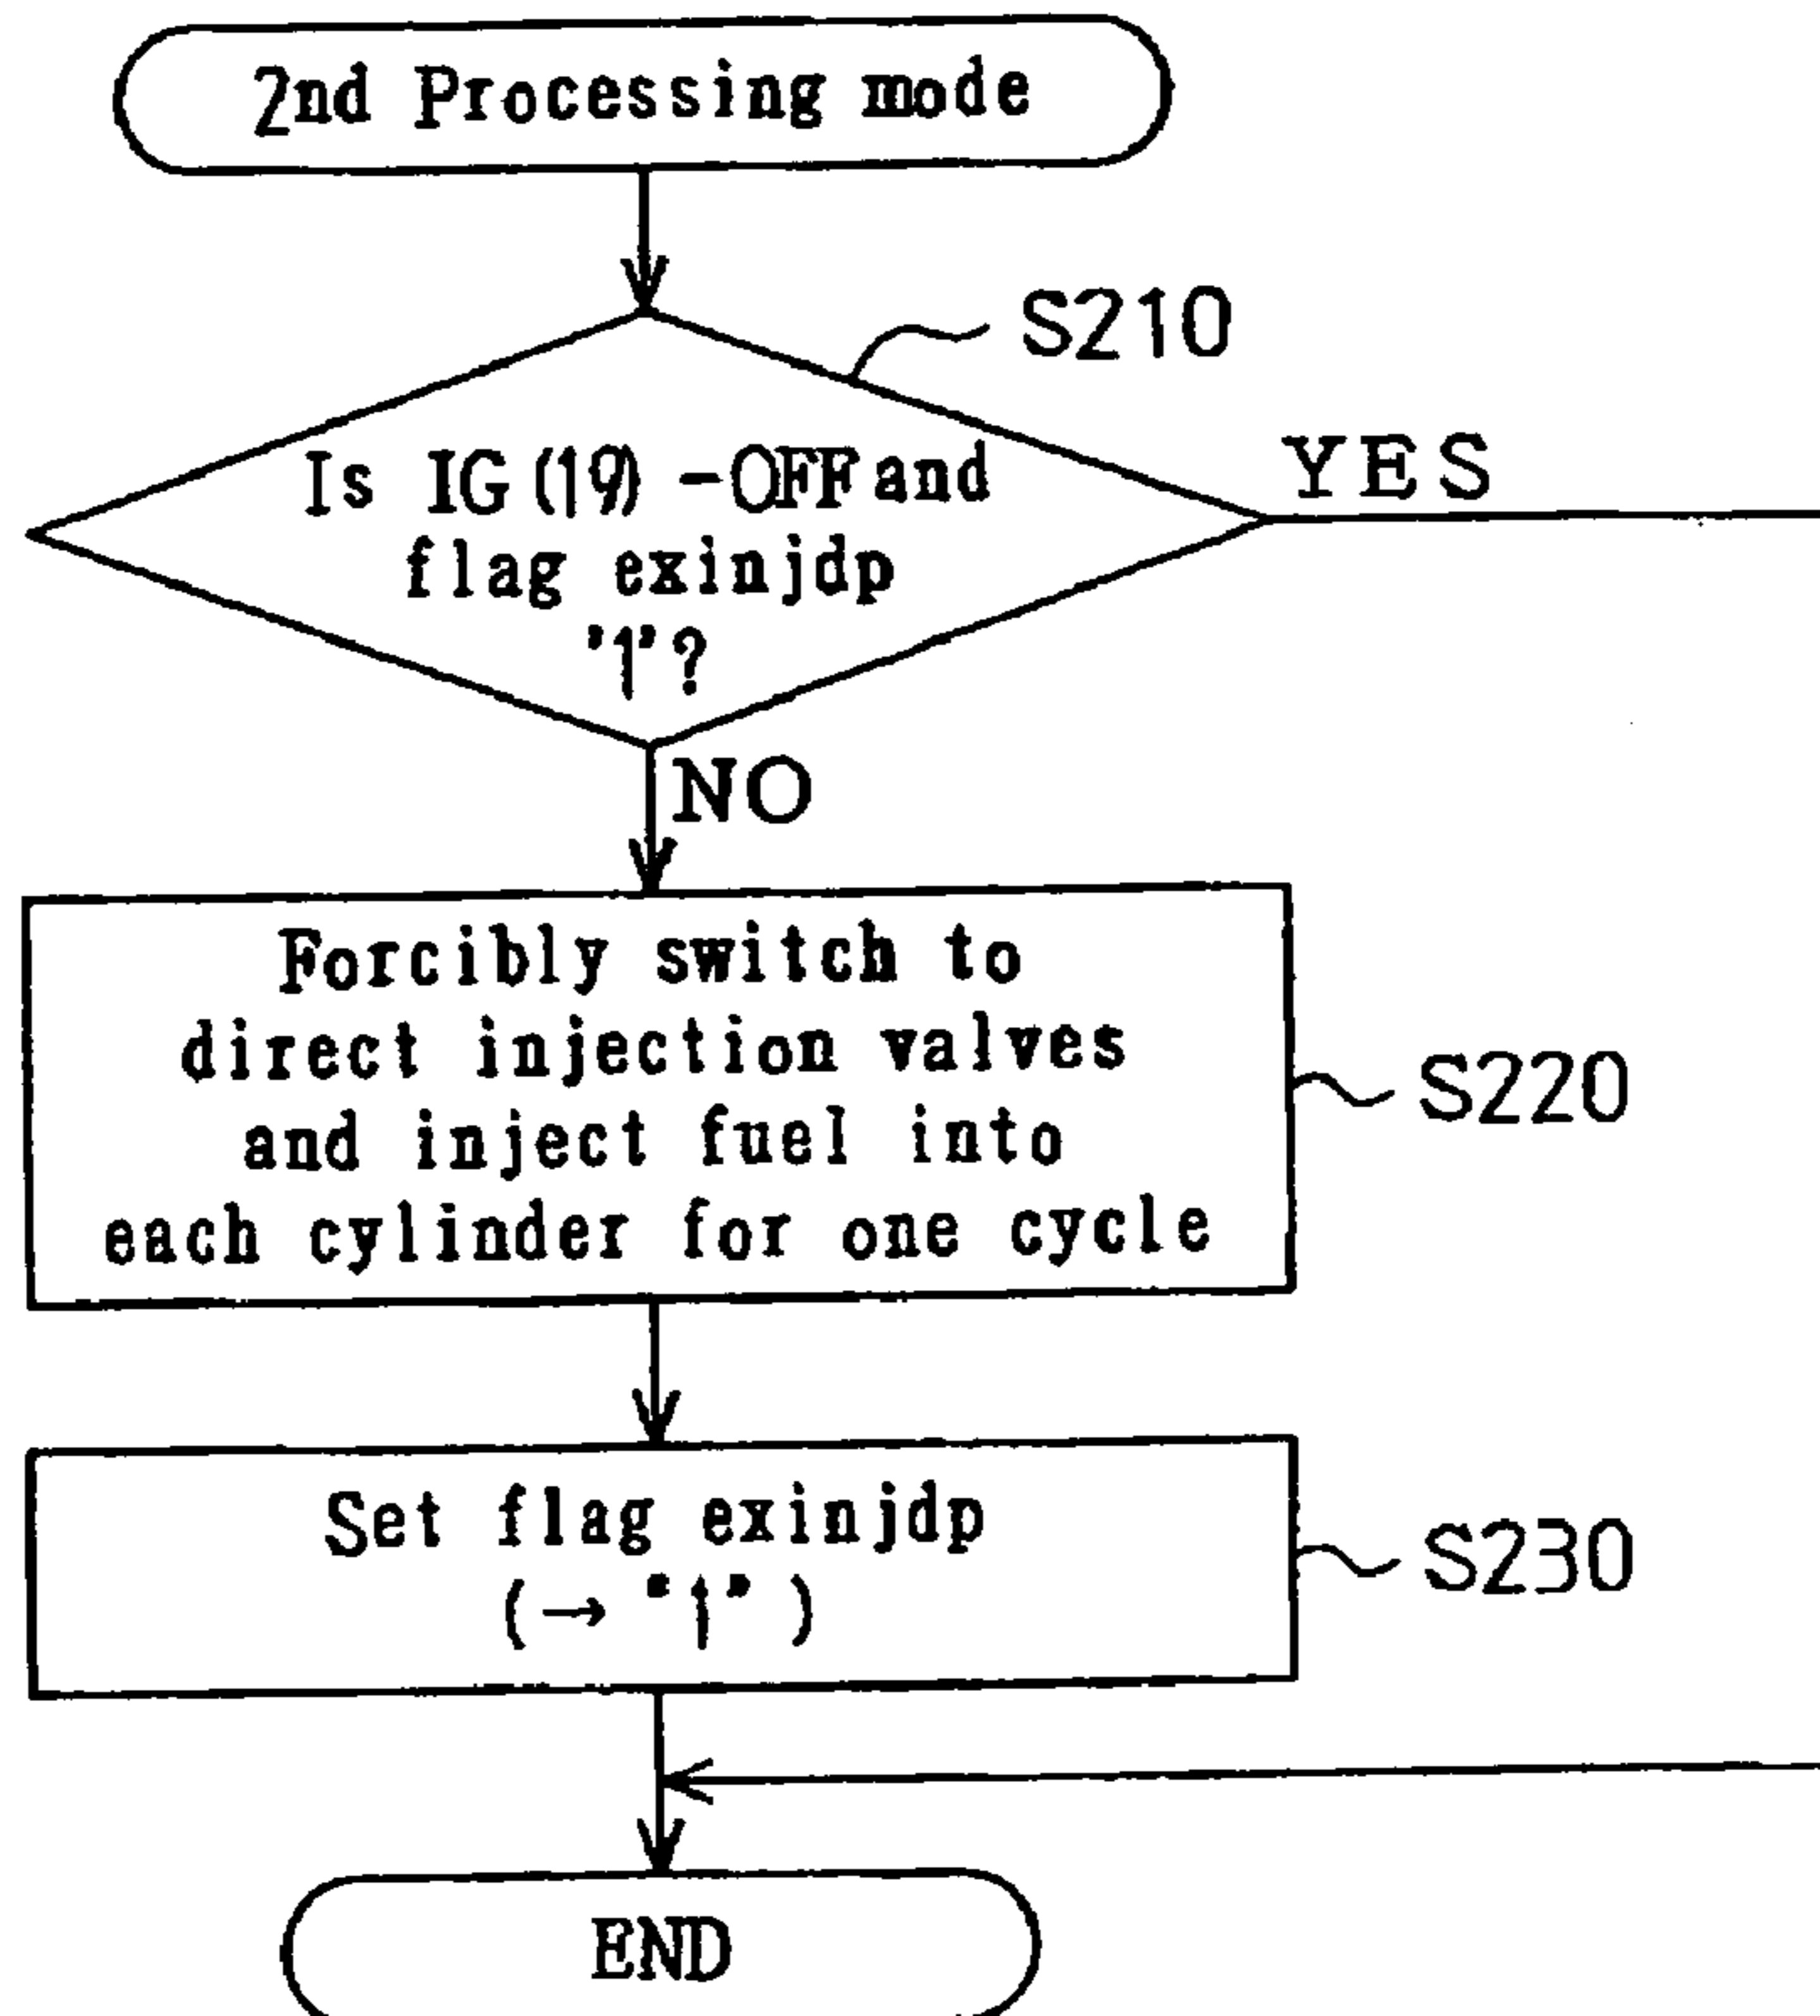 2nd Processing mode
S210
Is IG (19) -OFF and
flag exinjdp
"1"?
YES
NO
Forcibly switch to
direct injection valves
and inject fuel into
each cylinder for one cycle
S220
Set flag exinjdp
(→ "1")
S230
END